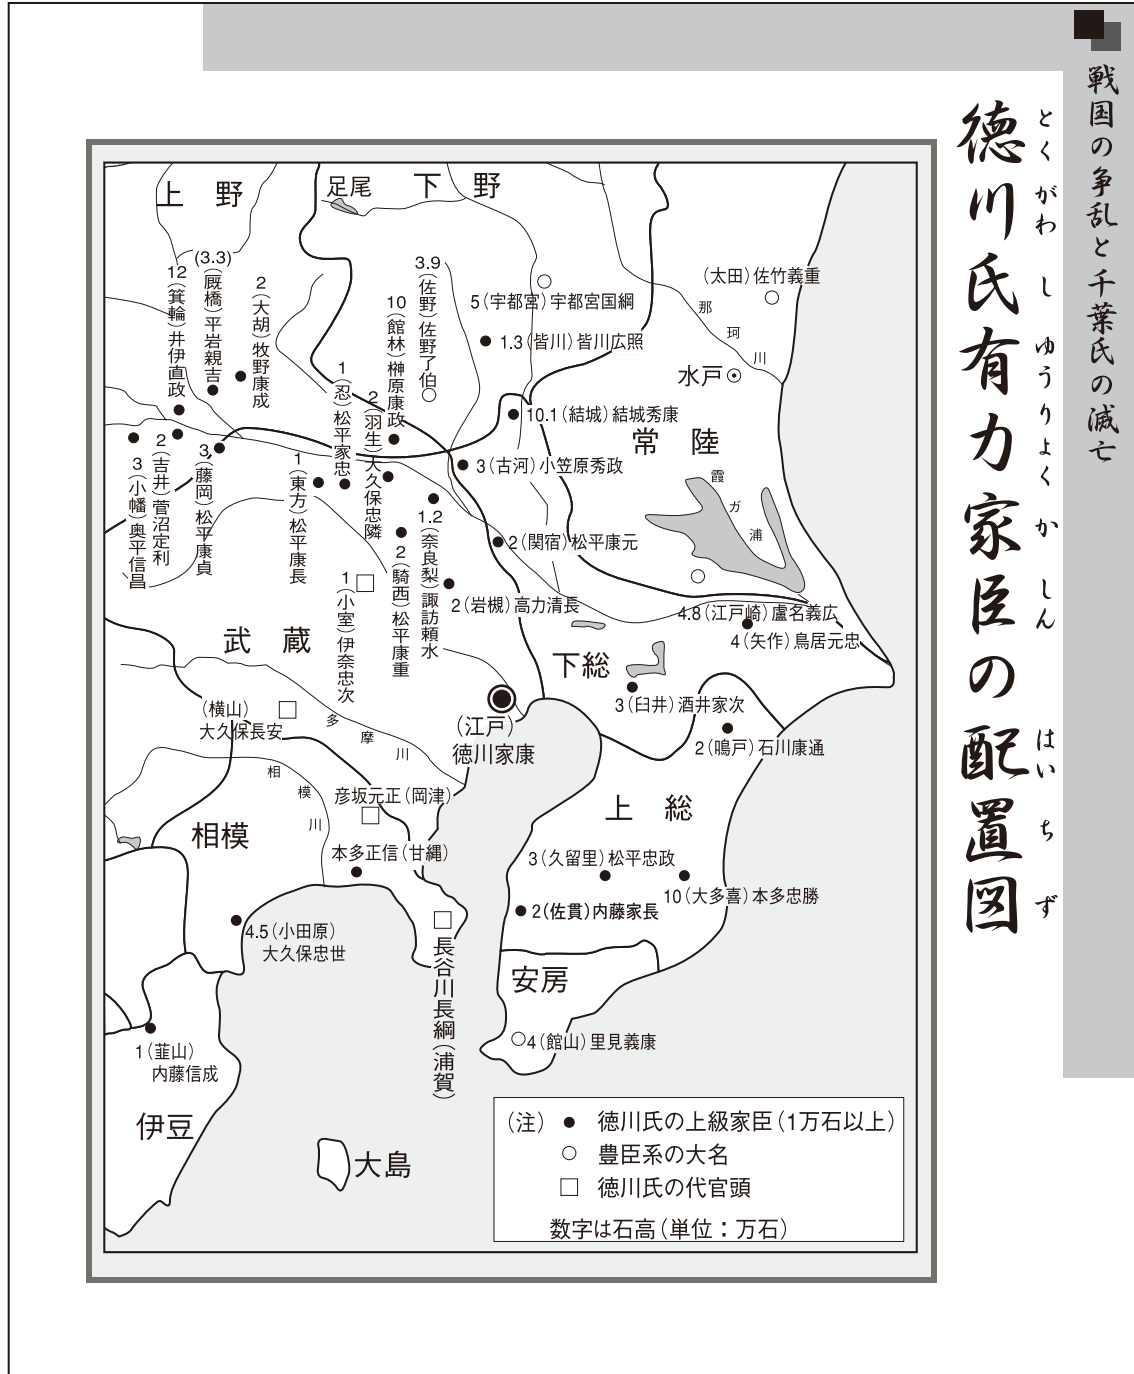 戦国の争乱と千葉氏の滅亡
徳川氏有力家臣の配置図
とくがわ し ゆうりよく か しん はい ち ず
上野
足尾
下野
12(箕輪)井伊直政
(3.3)(厩橋)平岩親吉
2(大胡)牧野康成
3.9(佐野)佐野了伯
10(館林)榊原康政
1(忍)松平家忠
2(羽生)大久保忠隣
5(宇都宮)宇都宮国綱
1.3(皆川)皆川広照
(太田)佐竹義重
那珂川
水戸
10.1(結城)結城秀康
常陸
3(古河)小笠原秀政
霞ガ浦
3(小幡)奥平信昌
2(吉井)菅沼定利
3(藤岡)松平康貞
1(東方)松平康長
1(小室)伊奈忠次
2(騎西)松平康重
1.2(奈良梨)諏訪頼水
2(関宿)松平康元
2(岩槻)高力清長
4.8(江戸崎)盧名義広
4(矢作)鳥居元忠
武蔵
下総
3(臼井)酒井家次
2(鳴戸)石川康通
(江戸)
徳川家康
(横山)
大久保長安
多摩川
相模川
彦坂元正(岡津)
相模
本多正信(甘縄)
上総
3(久留里)松平忠政
10(大多喜)本多忠勝
2(佐貫)内藤家長
4.5(小田原)
大久保忠世
長谷川長綱(浦賀)
安房
4(館山)里見義康
1(韮山)
内藤信成
伊豆
大島
(注) ● 徳川氏の上級家臣(1万石以上)
○ 豊臣系の大名
□ 徳川氏の代官頭
数字は石高(単位：万石)